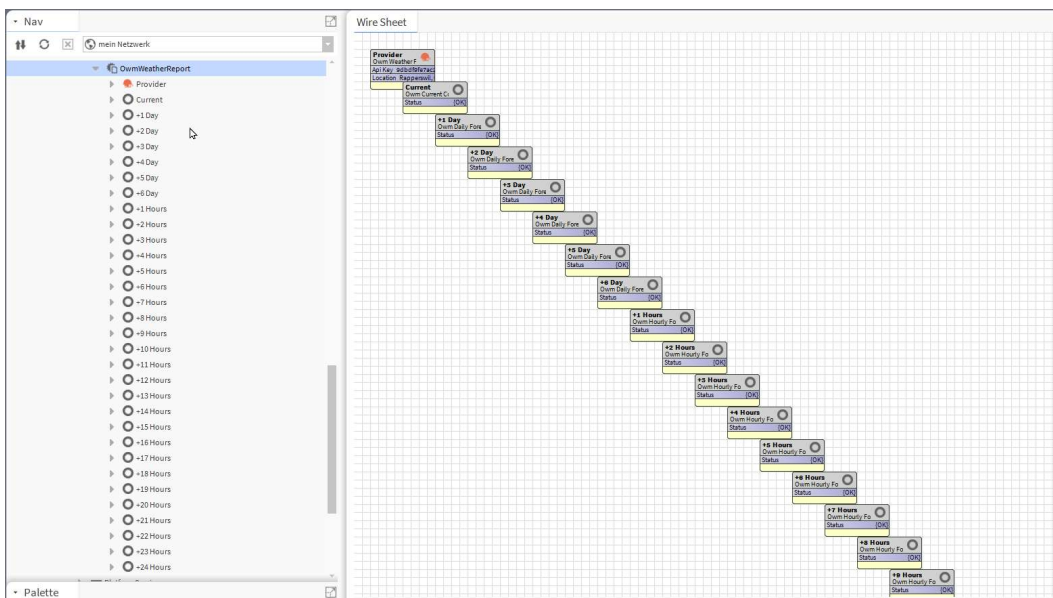 Nav
mein Netzwerk
OwmWeatherReport
Provider
Current
+1 Day
+2 Day
+3 Day
+4 Day
+5 Day
+6 Day
+1 Hours
+2 Hours
+3 Hours
+4 Hours
+5 Hours
+6 Hours
+7 Hours
+8 Hours
+9 Hours
+10 Hours
+11 Hours
+12 Hours
+13 Hours
+14 Hours
+15 Hours
+16 Hours
+17 Hours
+18 Hours
+19 Hours
+20 Hours
+21 Hours
+22 Hours
+23 Hours
+24 Hours
Palette
Wire Sheet
Provider
Owm Weather F
Api Key
Location Rapperswil,
Current
Owm Current C
Status [OK]
+1 Day
Owm Daily Fore
Status [OK]
+2 Day
Owm Daily Fore
Status [OK]
+3 Day
Owm Daily Fore
Status [OK]
+4 Day
Owm Daily Fore
Status [OK]
+5 Day
Owm Daily Fore
Status [OK]
+6 Day
Owm Daily Fore
Status [OK]
+1 Hours
Owm Hourly Fo
Status [OK]
+2 Hours
Owm Hourly Fo
Status [OK]
+3 Hours
Owm Hourly Fo
Status [OK]
+4 Hours
Owm Hourly Fo
Status [OK]
+5 Hours
Owm Hourly Fo
Status [OK]
+6 Hours
Owm Hourly Fo
Status [OK]
+7 Hours
Owm Hourly Fo
Status [OK]
+8 Hours
Owm Hourly Fo
Status [OK]
+9 Hours
Owm Hourly Fo
Status [OK]